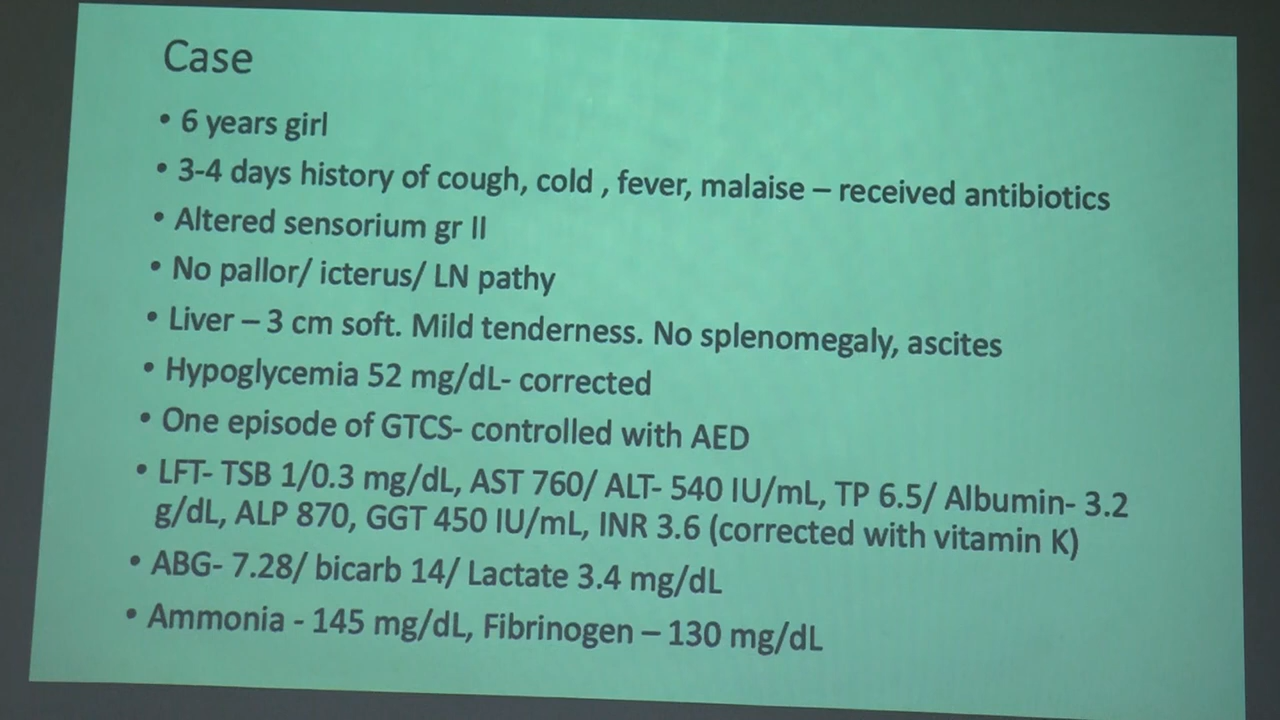 Case
• 6 years girl
• 3-4 days history of cough, cold , fever, malaise – received antibiotics
• Altered sensorium gr II
• No pallor/ icterus/ LN pathy
• Liver – 3 cm soft. Mild tenderness. No splenomegaly, ascites
• Hypoglycemia 52 mg/dL- corrected
• One episode of GTCS- controlled with AED
• LFT- TSB 1/0.3 mg/dL, AST 760/ ALT- 540 IU/mL, TP 6.5/ Albumin- 3.2
g/dL, ALP 870, GGT 450 IU/mL, INR 3.6 (corrected with vitamin K)
• ABG- 7.28/ bicarb 14/ Lactate 3.4 mg/dL
• Ammonia - 145 mg/dL, Fibrinogen – 130 mg/dL